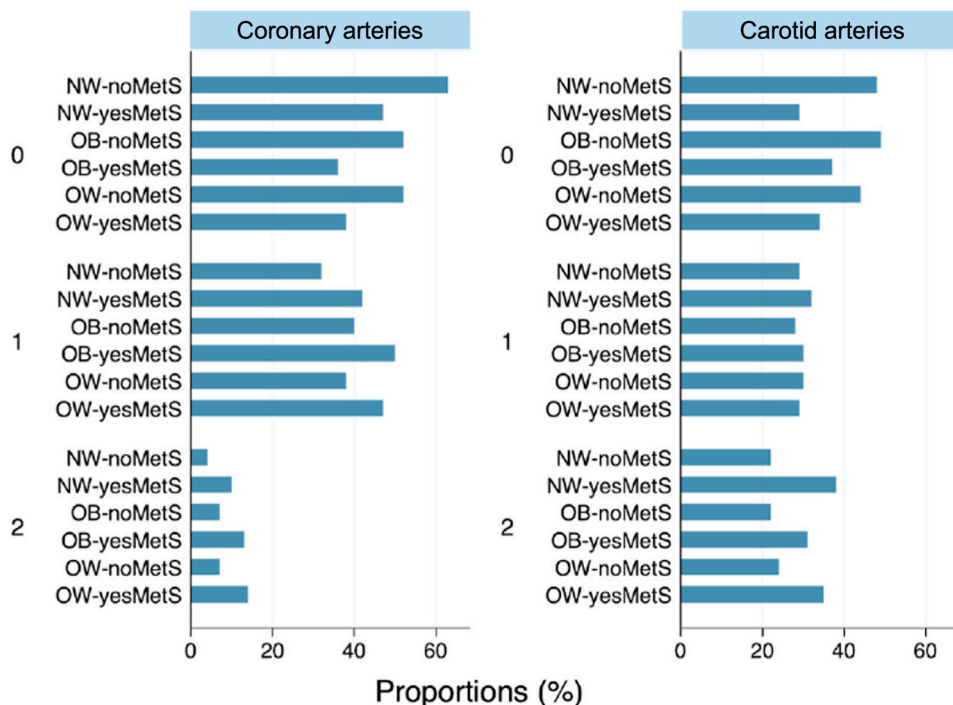 Coronary arteries
0
NW-noMetS
NW-yesMetS
OB-noMetS
OB-yesMetS
OW-noMetS
OW-yesMetS
1
NW-noMetS
NW-yesMetS
OB-noMetS
OB-yesMetS
OW-noMetS
OW-yesMetS
2
NW-noMetS
NW-yesMetS
OB-noMetS
OB-yesMetS
OW-noMetS
OW-yesMetS
0 20 40 60
Carotid arteries
0
NW-noMetS
NW-yesMetS
OB-noMetS
OB-yesMetS
OW-noMetS
OW-yesMetS
1
NW-noMetS
NW-yesMetS
OB-noMetS
OB-yesMetS
OW-noMetS
OW-yesMetS
2
NW-noMetS
NW-yesMetS
OB-noMetS
OB-yesMetS
OW-noMetS
OW-yesMetS
0 20 40 60
Proportions (%)